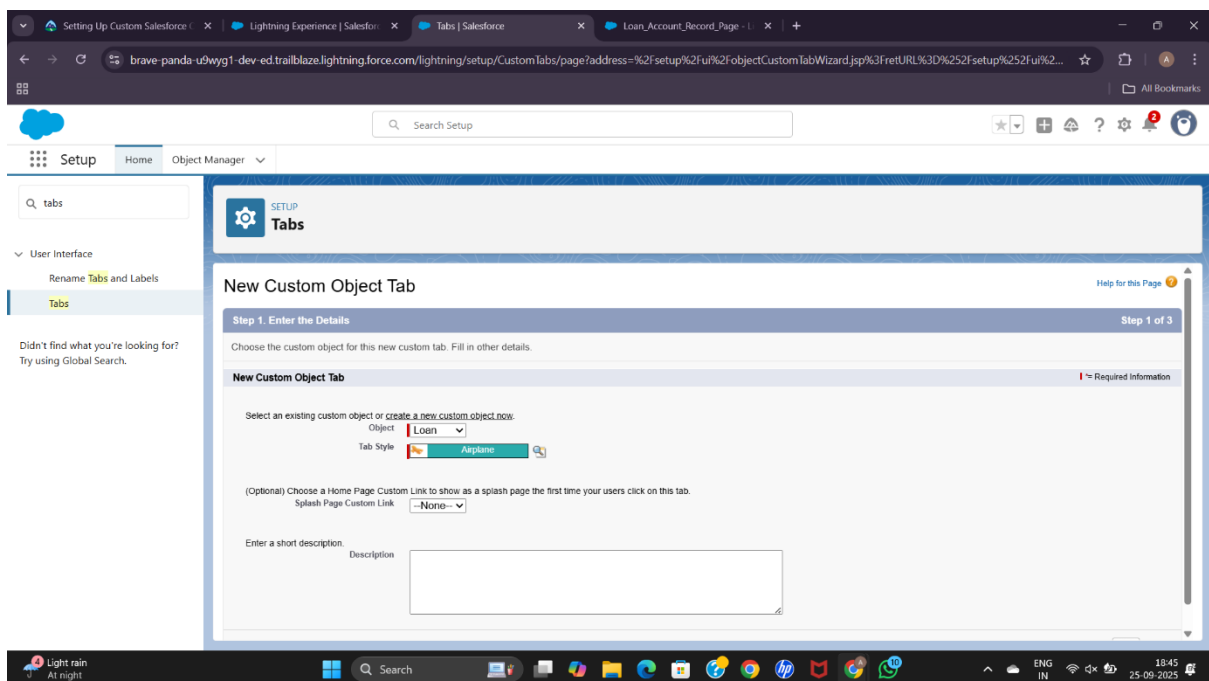 Setting Up Custom Salesforce C
Lightning Experience | Salesforc
Tabs | Salesforce
Loan_Account_Record_Page - Li
brave-panda-u9wyg1-dev-ed.trailblaze.lightning.force.com/lightning/setup/CustomTabs/page?address=%2Fsetup%2Fui%2FobjectCustomTabWizard.jsp%3FretURL%3D%252Fsetup%252Fui%2...
A
All Bookmarks
Search Setup
2
Setup
Home
Object Manager
tabs
User Interface
Rename Tabs and Labels
Tabs
Didn't find what you're looking for?
Try using Global Search.
SETUP
Tabs
New Custom Object Tab
Help for this Page
Step 1. Enter the Details
Step 1 of 3
Choose the custom object for this new custom tab. Fill in other details.
New Custom Object Tab
= Required Information
Select an existing custom object or create a new custom object now.
Object
Loan
Tab Style
Airplane
(Optional) Choose a Home Page Custom Link to show as a splash page the first time your users click on this tab.
Splash Page Custom Link
--None--
Enter a short description.
Description
4
Light rain
At night
Search
hp
10
ENG
IN
18:45
25-09-2025